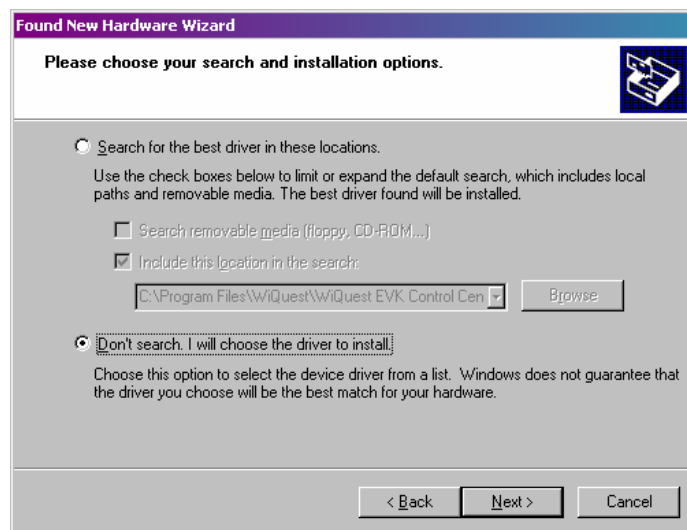 Found New Hardware Wizard
Please choose your search and installation options.
Search for the best driver in these locations.
Use the check boxes below to limit or expand the default search, which includes local
paths and removable media. The best driver found will be installed.
Search removable media (floppy, CD-ROM...)
Include this location in the search:
C:\Program Files\WiQuest\WiQuest EVK Control Cen
Browse
Don't search. I will choose the driver to install.
Choose this option to select the device driver from a list. Windows does not guarantee that
the driver you choose will be the best match for your hardware.
< Back
Next >
Cancel